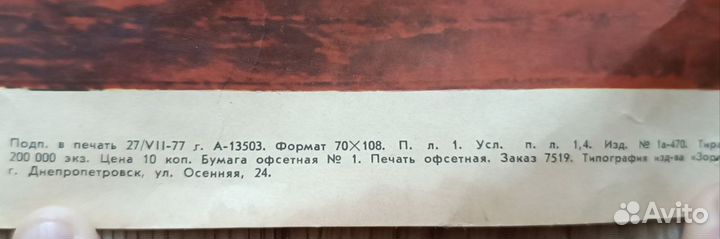 Подп. в печать 27/VII-77 г. А-13503. Формат 70×108. П. л. 1. Усл. п. л. 1,4. Изд. № 1а-470. Тира
200 000 экз. Цена 10 коп. Бумага офсетная № 1. Печать офсетная. Заказ 7519. Типография изд-ва «Зоря
г. Днепропетровск, ул. Осенняя, 24.
Avito